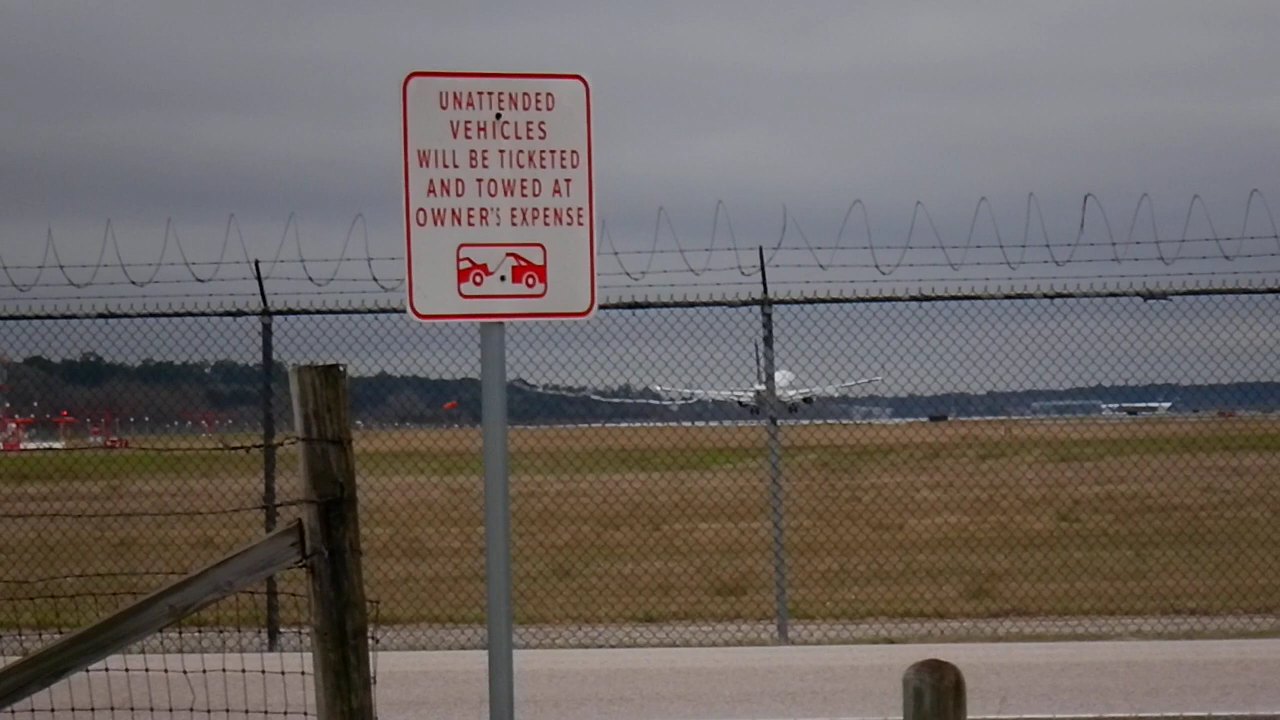 UNATTENDED
VEHICLES
WILL BE TICKETED
AND TOWED AT
OWNER'S EXPENSE